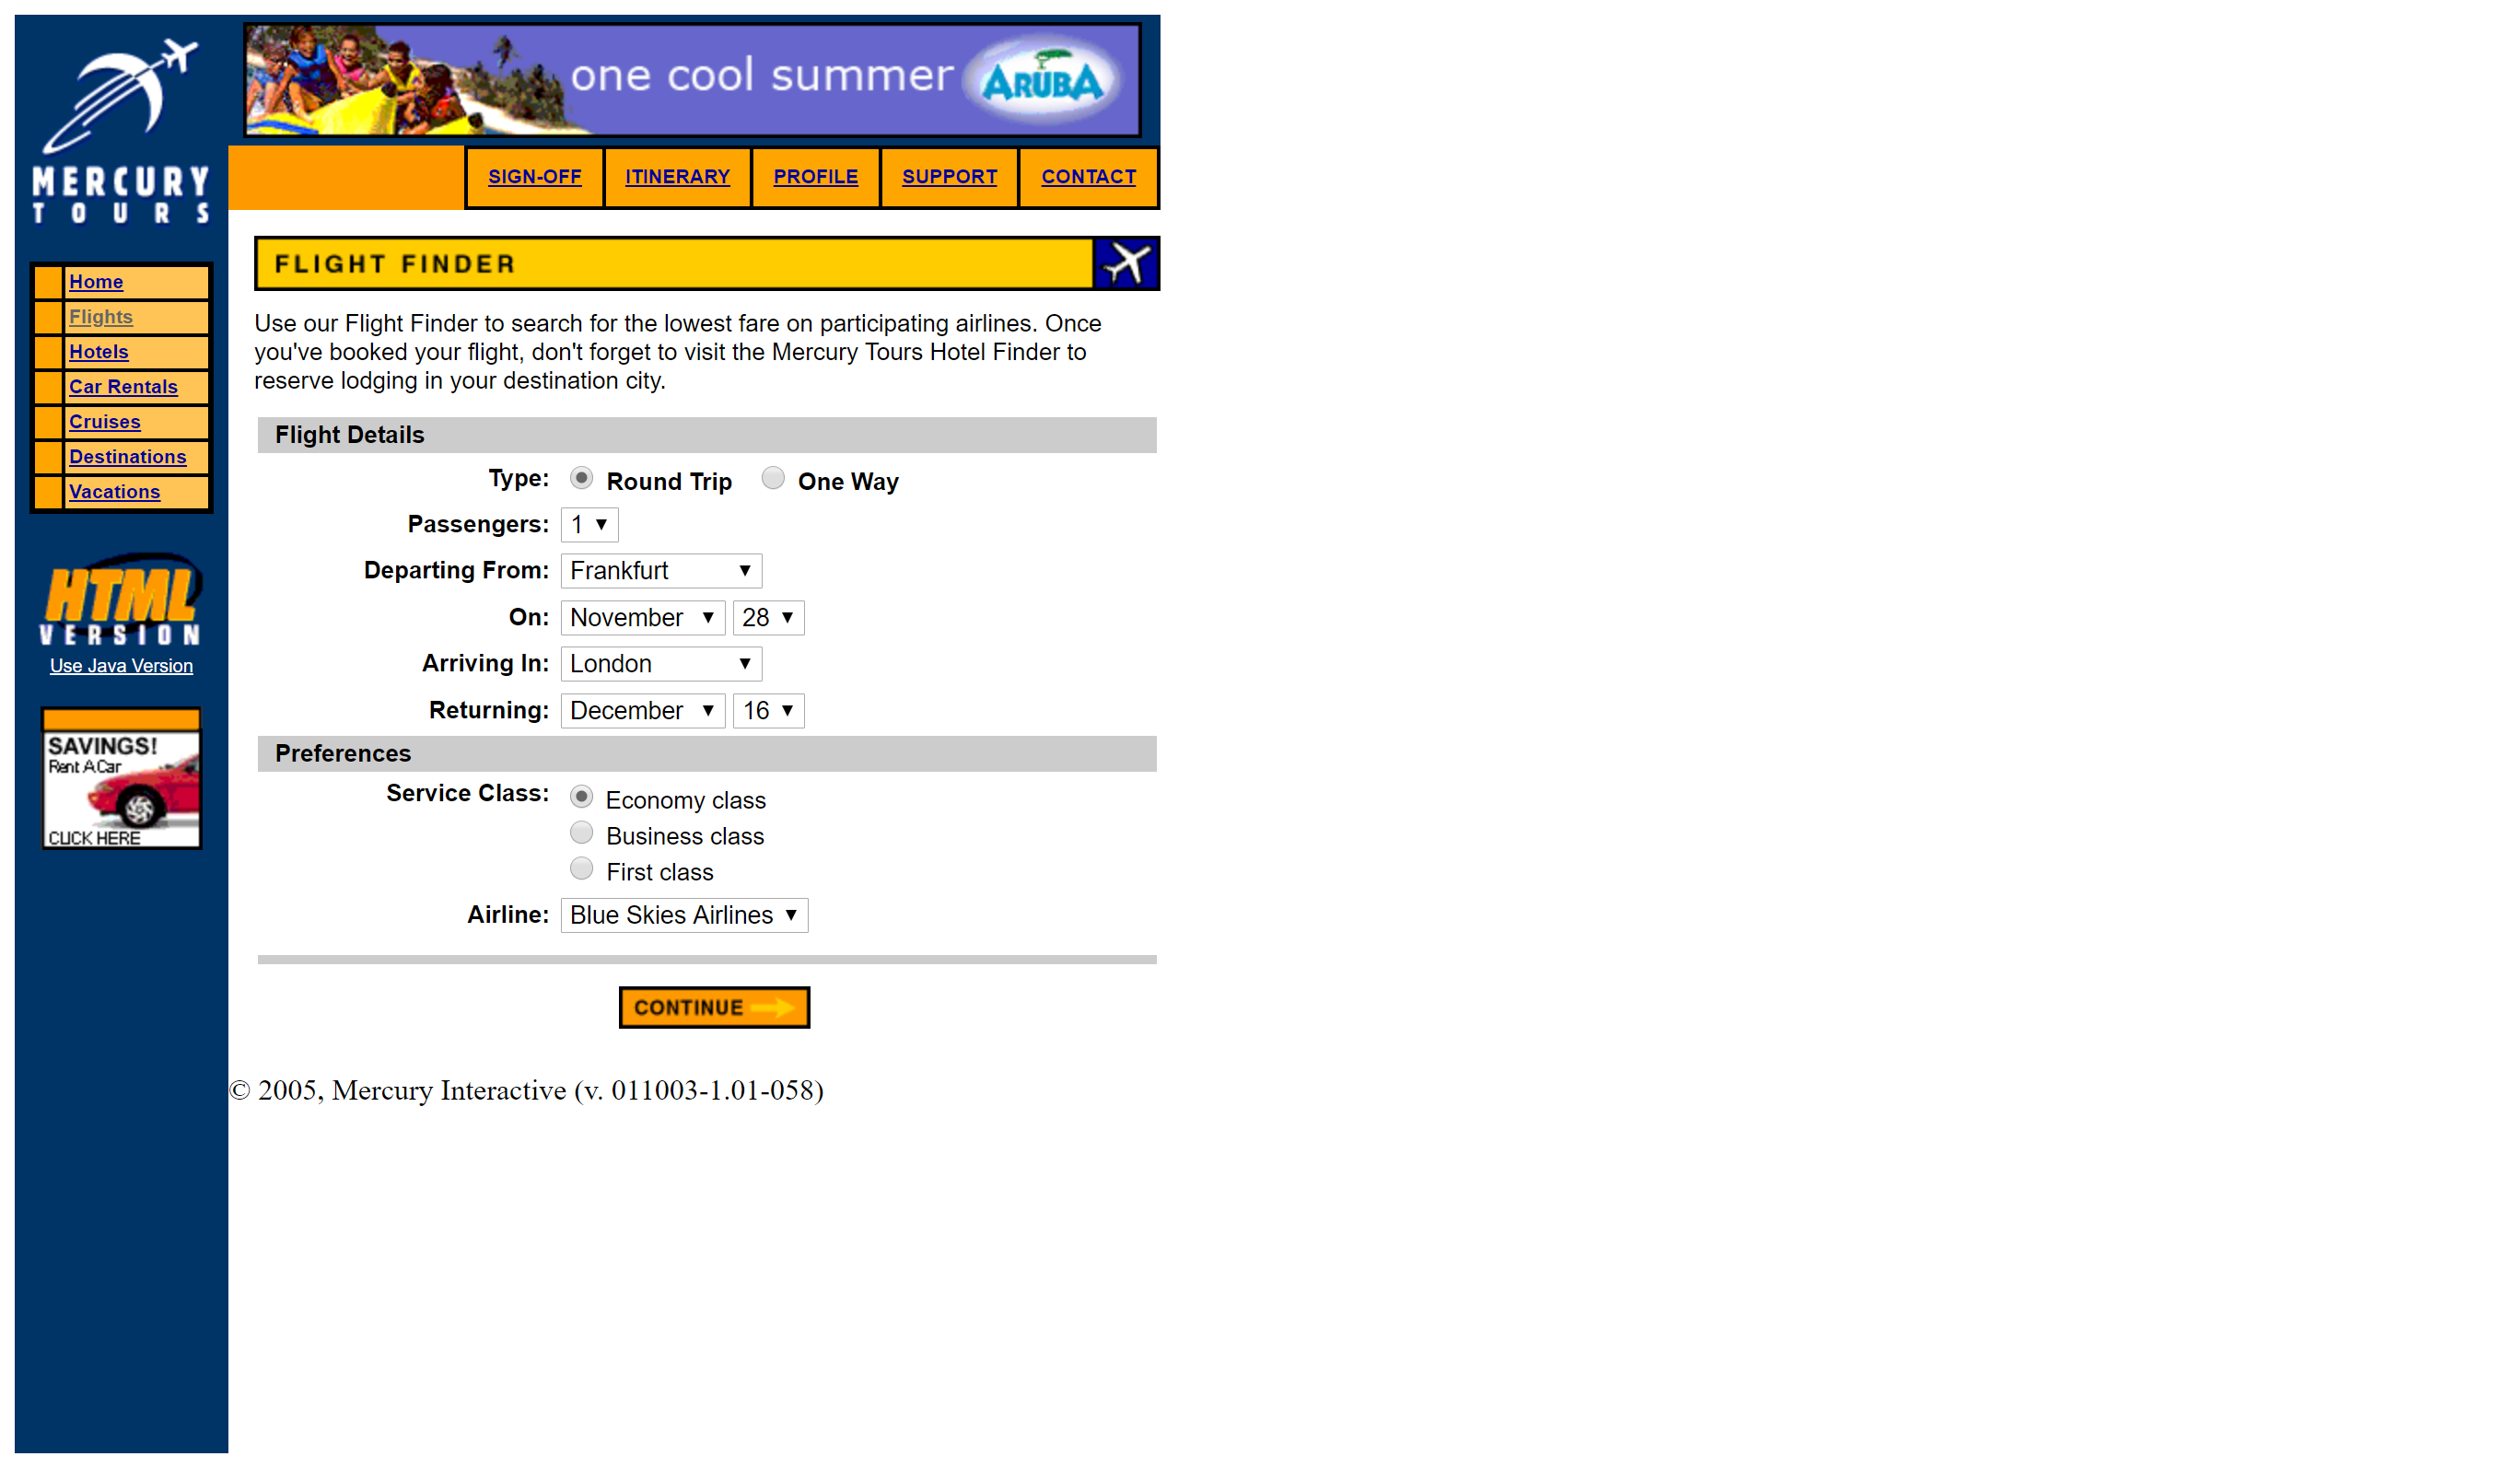 MERCURY
TOURS
one cool summer
ARUBA
SIGN-OFF ITINERARY PROFILE SUPPORT CONTACT
FLIGHT FINDER
Home
Flights
Hotels
Car Rentals
Cruises
Destinations
Vacations
HTML
VERSION
Use Java Version
SAVINGS!
Rent A Car
CLICK HERE
Use our Flight Finder to search for the lowest fare on participating airlines. Once
you've booked your flight, don't forget to visit the Mercury Tours Hotel Finder to
reserve lodging in your destination city.
Flight Details
Type: Round Trip One Way
Passengers: 1
Departing From: Frankfurt
On: November 28
Arriving In: London
Returning: December 16
Preferences
Service Class: Economy class
Business class
First class
Airline: Blue Skies Airlines
CONTINUE
© 2005, Mercury Interactive (v. 011003-1.01-058)